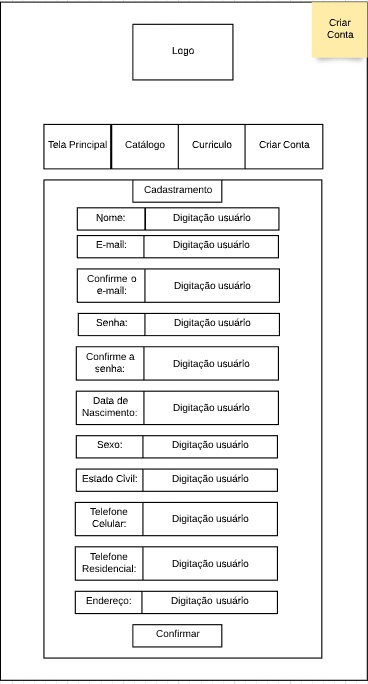 Criar
Conta
Logo
Tela Principal
Catálogo
Curriculo
Criar Conta
Cadastramento
Nome:
Digitação usuário
E-mail:
Digitação usuário
Confirme o
e-mail:
Digitação usuário
Senha:
Digitação usuário
Confirme a
senha:
Digitação usuário
Data de
Nascimento:
Digitação usuário
Sexo:
Digitação usuário
Estado Civil:
Digitação usuário
Telefone
Celular:
Digitação usuário
Telefone
Residencial:
Digitação usuário
Endereço:
Digitação usuário
Confirmar